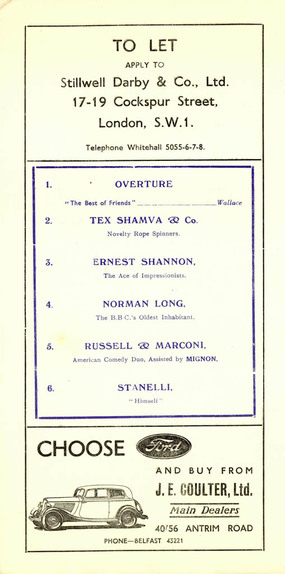 TO LET
APPLY TO
Stillwell Darby & Co., Ltd.
17-19 Cockspur Street,
London, S.W.1.
Telephone Whitehall 5055-6-7-8.
1. OVERTURE
"The Best of Friends" Wallace
2. TEX SHAMVA & Co.
Novelty Rope Spinners.
3. ERNEST SHANNON,
The Ace of Impressionists.
4. NORMAN LONG,
The B.B.C.'s Oldest Inhabitant.
5. RUSSELL & MARCONI,
American Comedy Duo, Assisted by MIGNON.
6. STANELLI,
"Himself"
CHOOSE Ford
AND BUY FROM
J. E. COULTER, Ltd.
Main Dealers
40/56 ANTRIM ROAD
PHONE—BELFAST 43221